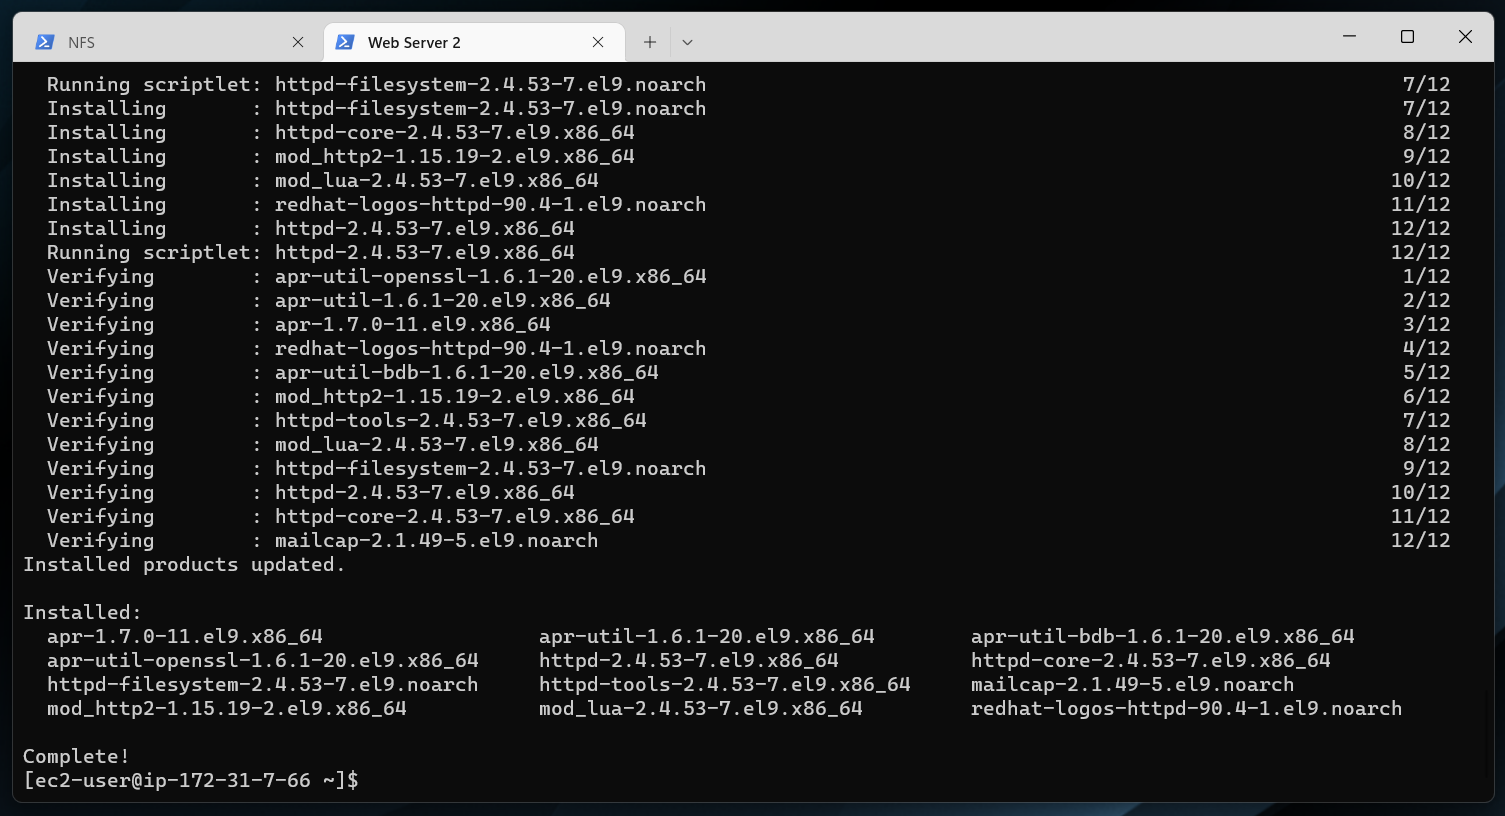 NFS
Web Server 2
Running scriptlet: httpd-filesystem-2.4.53-7.el9.noarch 7/12
Installing : httpd-filesystem-2.4.53-7.el9.noarch 7/12
Installing : httpd-core-2.4.53-7.el9.x86_64 8/12
Installing : mod_http2-1.15.19-2.el9.x86_64 9/12
Installing : mod_lua-2.4.53-7.el9.x86_64 10/12
Installing : redhat-logos-httpd-90.4-1.el9.noarch 11/12
Installing : httpd-2.4.53-7.el9.x86_64 12/12
Running scriptlet: httpd-2.4.53-7.el9.x86_64 12/12
Verifying : apr-util-openssl-1.6.1-20.el9.x86_64 1/12
Verifying : apr-util-1.6.1-20.el9.x86_64 2/12
Verifying : apr-1.7.0-11.el9.x86_64 3/12
Verifying : redhat-logos-httpd-90.4-1.el9.noarch 4/12
Verifying : apr-util-bdb-1.6.1-20.el9.x86_64 5/12
Verifying : mod_http2-1.15.19-2.el9.x86_64 6/12
Verifying : httpd-tools-2.4.53-7.el9.x86_64 7/12
Verifying : mod_lua-2.4.53-7.el9.x86_64 8/12
Verifying : httpd-filesystem-2.4.53-7.el9.noarch 9/12
Verifying : httpd-2.4.53-7.el9.x86_64 10/12
Verifying : httpd-core-2.4.53-7.el9.x86_64 11/12
Verifying : mailcap-2.1.49-5.el9.noarch 12/12
Installed products updated.
Installed:
apr-1.7.0-11.el9.x86_64 apr-util-1.6.1-20.el9.x86_64 apr-util-bdb-1.6.1-20.el9.x86_64
apr-util-openssl-1.6.1-20.el9.x86_64 httpd-2.4.53-7.el9.x86_64 httpd-core-2.4.53-7.el9.x86_64
httpd-filesystem-2.4.53-7.el9.noarch httpd-tools-2.4.53-7.el9.x86_64 mailcap-2.1.49-5.el9.noarch
mod_http2-1.15.19-2.el9.x86_64 mod_lua-2.4.53-7.el9.x86_64 redhat-logos-httpd-90.4-1.el9.noarch
Complete!
[ec2-user@ip-172-31-7-66 ~]$